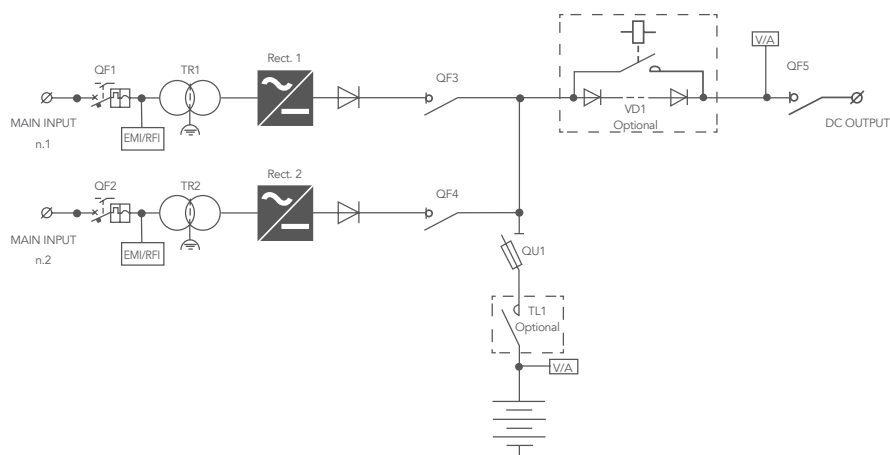 QF1
TR1
Rect. 1
QF3
V/A
QF5
VD1
Optional
MAIN INPUT
n.1
EMI/RFI
DC OUTPUT
QF2
TR2
Rect. 2
QF4
MAIN INPUT
n.2
EMI/RFI
QU1
TL1
Optional
V/A